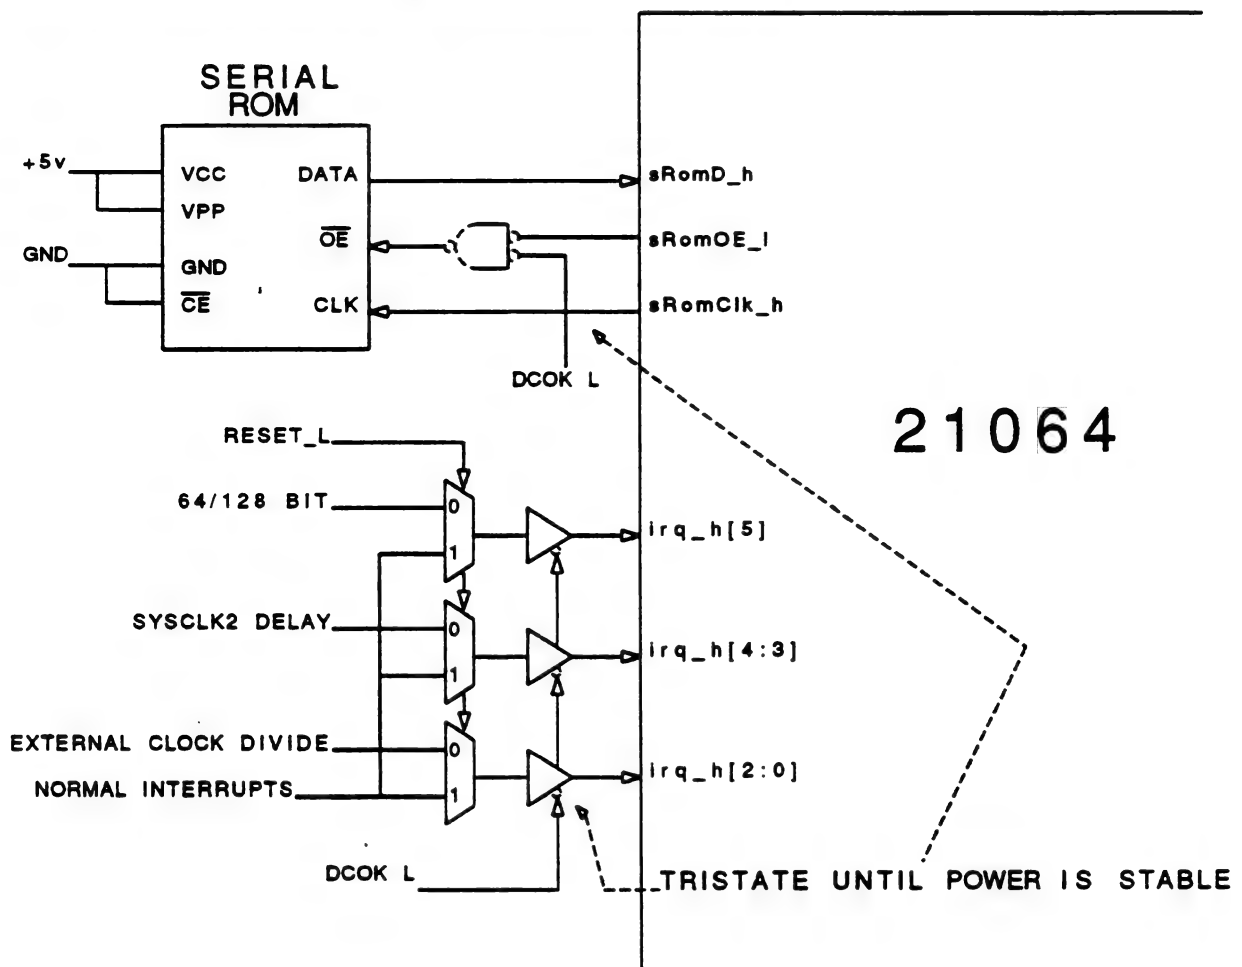 SERIAL
ROM
+5v
VCC
DATA
sRomD_h
VPP
OE
sRomOE_l
GND
GND
CE
CLK
sRomClk_h
DCOK L
21064
RESET_L
64/128 BIT
0
irq_h[5]
1
SYSCLK2 DELAY
0
irq_h[4:3]
1
EXTERNAL CLOCK DIVIDE
0
irq_h[2:0]
NORMAL INTERRUPTS
1
DCOK L
TRISTATE UNTIL POWER IS STABLE